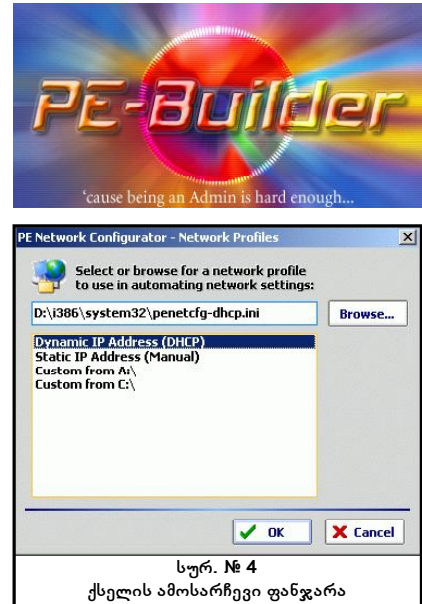 PE-Builder
'cause being an Admin is hard enough...
PE Network Configurator - Network Profiles
Select or browse for a network profile
to use in automating network settings:
D:\i386\system32\penetcfg-dhcp.ini
Browse...
Dynamic IP Address (DHCP)
Static IP Address (Manual)
Custom from A:\
Custom from C:\
OK
Cancel
სურ. № 4
ქსელის ამოსარჩევი ფანჯარა